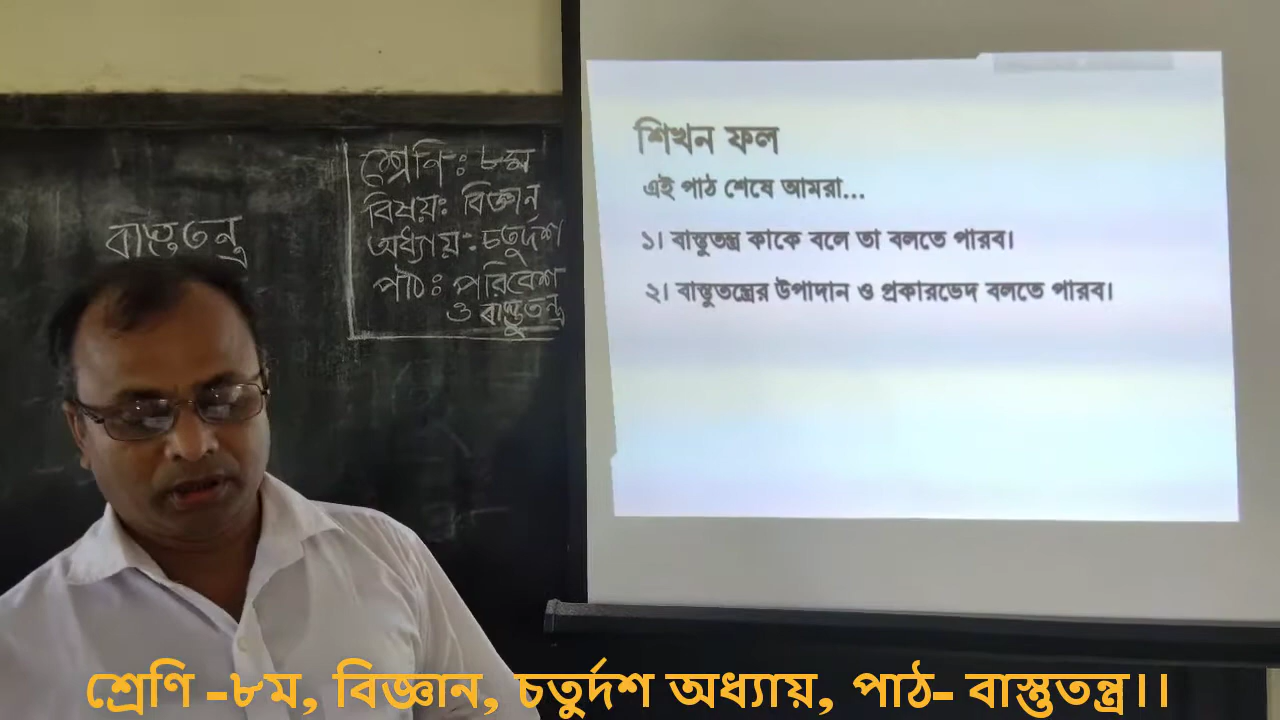 বাস্তুতন্ত্র
শ্রেণি: ৮ম
বিষয়: বিজ্ঞান
অধ্যায়: চতুর্দশ
পাঠ: পরিবেশ
ও বাস্তুতন্ত্র
শিখন ফল
এই পাঠ শেষে আমরা...
১। বাস্তুতন্ত্র কাকে বলে তা বলতে পারব।
২। বাস্তুতন্ত্রের উপাদান ও প্রকারভেদ বলতে পারব।
শ্রেণি -৮ম, বিজ্ঞান, চতুর্দশ অধ্যায়, পাঠ- বাস্তুতন্ত্র।।